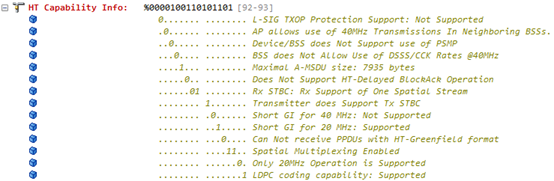 HT Capability Info: %0000100110101101 [92-93]
0....... ........ L-SIG TXOP Protection Support: Not Supported
.0...... ........ AP allows use of 40MHz Transmissions In Neighboring BSSs.
..0..... ........ Device/BSS does Not Support use of PSMP
...0.... ........ BSS does Not Allow Use of DSSS/CCK Rates @40MHz
....1... ........ Maximal A-MSDU size: 7935 bytes
.....0.. ........ Does Not Support HT-Delayed BlockAck Operation
......01 ........ Rx STBC: Rx Support of One Spatial Stream
........ 1....... Transmitter does Support Tx STBC
........ .0...... Short GI for 40 MHz: Not Supported
........ ..1..... Short GI for 20 MHz: Supported
........ ...0.... Can Not receive PPDUs with HT-Greenfield format
........ ....11.. Spatial Multiplexing Enabled
........ ......0. Only 20MHz Operation is Supported
........ .......1 LDPC coding capability: Supported